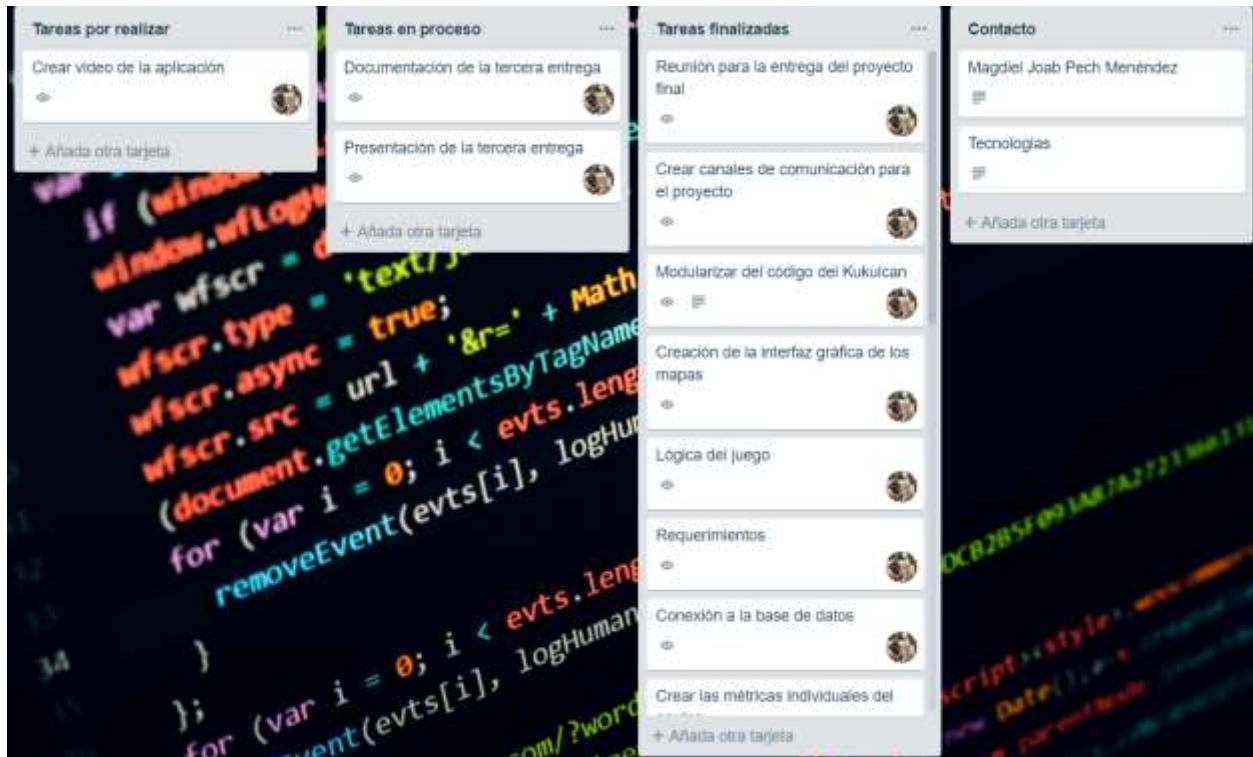 Tareas por realizar
Crear video de la aplicación
+ Añada otra tarjeta
Tareas en proceso
Documentación de la tercera entrega
Presentación de la tercera entrega
+ Añada otra tarjeta
Tareas finalizadas
Reunión para la entrega del proyecto
final
Crear canales de comunicación para
el proyecto
Modularizar del código del Kukulcan
Creación de la interfaz gráfica de los
mapas
Lógica del juego
Requerimientos
Conexión a la base de datos
Crear las métricas individuales del
+ Añada otra tarjeta
Contacto
Magdiel Joab Pech Menéndez
Tecnologías
+ Añada otra tarjeta
var
if (window.
window.wfLogHu
var wfscr = d
wfscr.type = 'text/j
wfscr.async = true;
wfscr.src = url + '&r=' + Math
(document.getElementsByTagName
for (var i = 0; i < evts.leng
removeEvent(evts[i], logHu
34 }
};
for (var i = 0; i < evts.leng
Event(evts[i], logHuman
com/?word